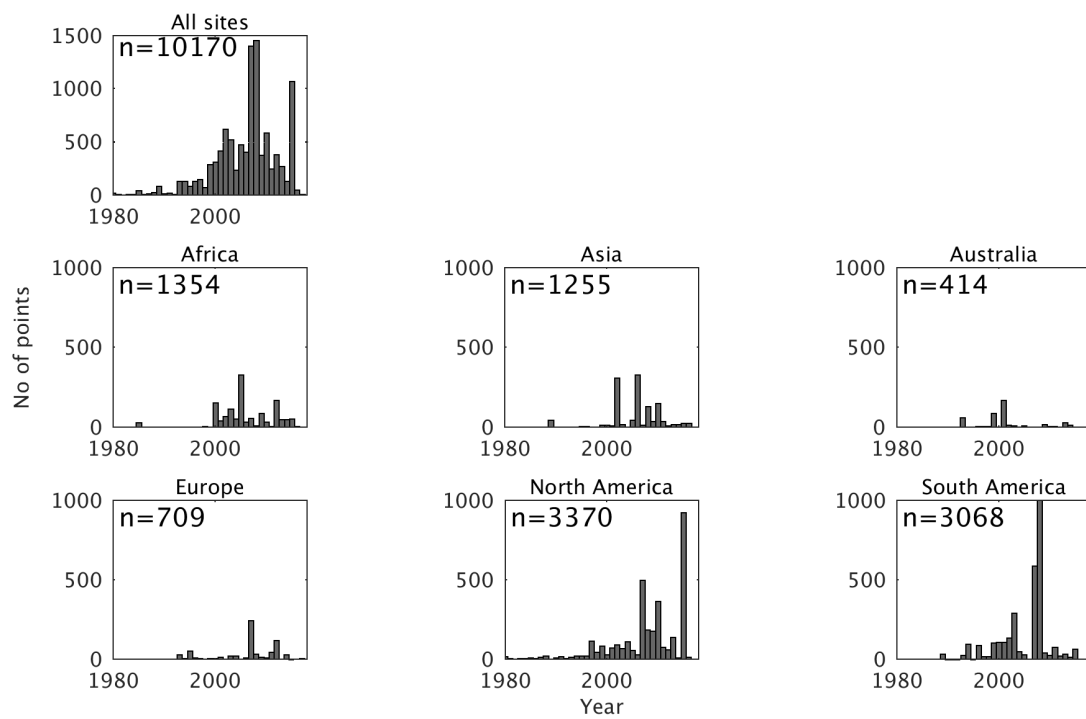 All sites
n=10170
1500
1000
500
0
1980 2000
No of points
Africa
n=1354
1000
500
0
1980 2000
Asia
n=1255
1000
500
0
1980 2000
Australia
n=414
1000
500
0
1980 2000
Europe
n=709
1000
500
0
1980 2000
North America
n=3370
1000
500
0
1980 2000
Year
South America
n=3068
1000
500
0
1980 2000